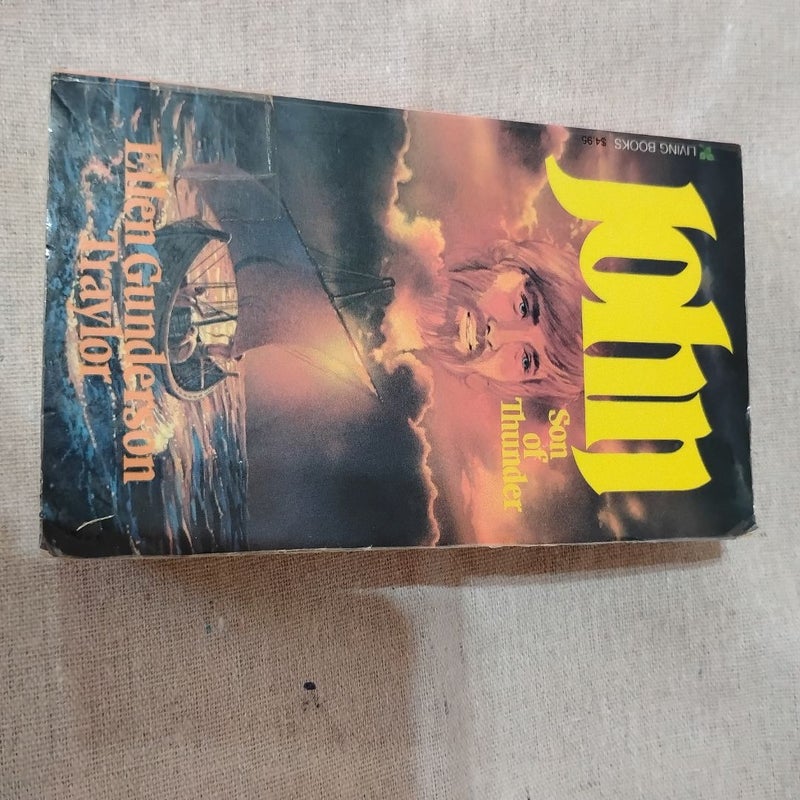 LIVING BOOKS $4.95
John
Son
of
Thunder
Ellen Gunderson
Traylor